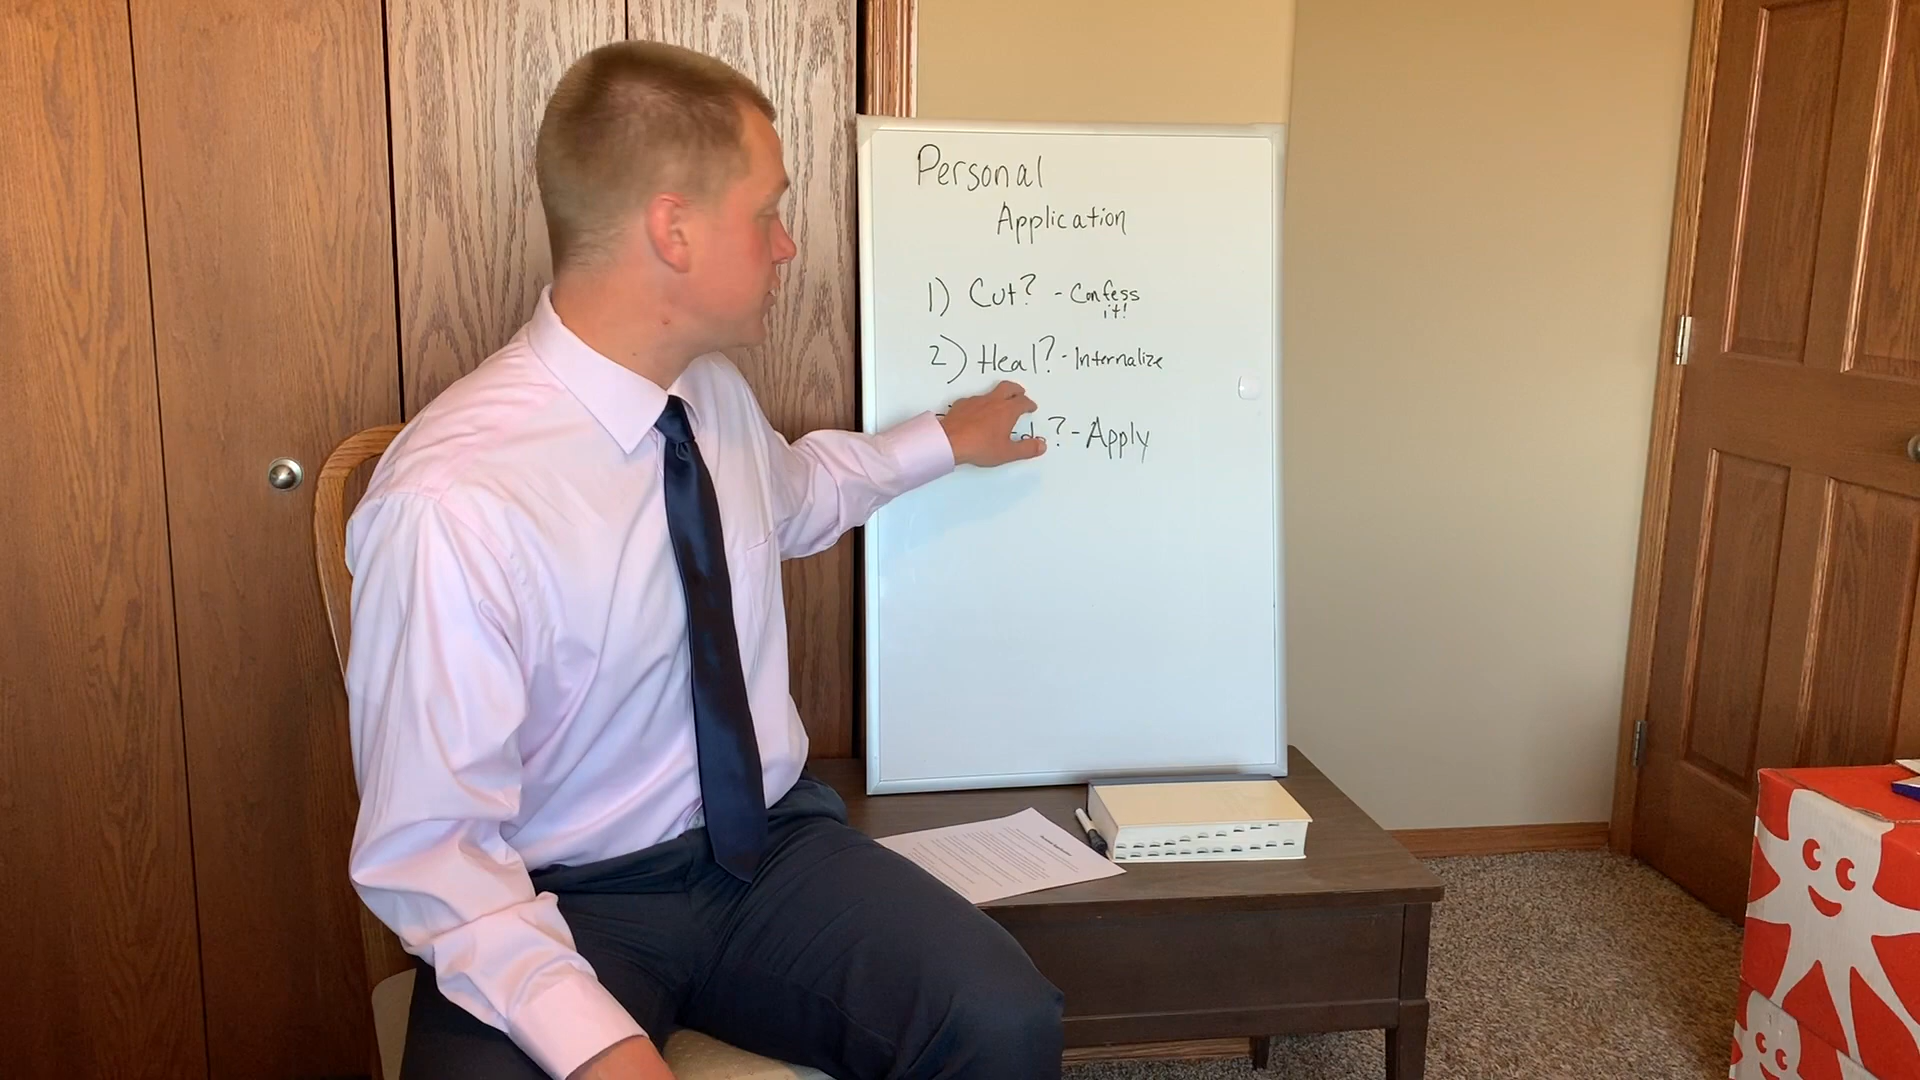 Personal
Application
1) Cut? - Confess
it!
2) Heal? - Internalize
? - Apply